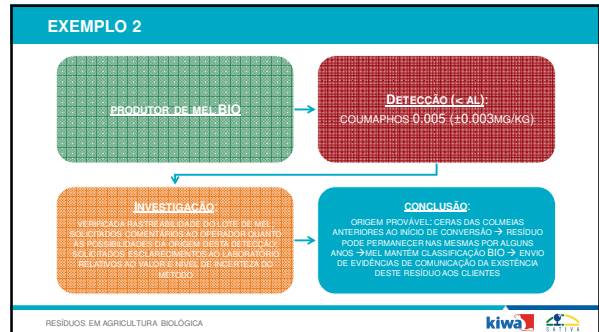 EXEMPLO 2
PRODUTOR DE MEL BIO
DETECÇÃO (< AL):
COUMAPHOS 0.005 (±0.003MG/KG)
INVESTIGAÇÃO:
VERIFICADA RASTREABILIDADE DO LOTE DE MEL;
SOLICITADOS COMENTÁRIOS AO OPERADOR QUANTO
ÀS POSSIBILIDADES DA ORIGEM DESTA DETECÇÃO;
SOLICITADOS ESCLARECIMENTOS AO LABORATÓRIO
RELATIVOS AO VALOR E NÍVEL DE INCERTEZA DO
MÉTODO
CONCLUSÃO:
ORIGEM PROVÁVEL: CERAS DAS COLMEIAS
ANTERIORES AO INÍCIO DE CONVERSÃO → RESÍDUO
PODE PERMANECER NAS MESMAS POR ALGUNS
ANOS →MEL MANTÉM CLASSIFICAÇÃO BIO → ENVIO
DE EVIDÊNCIAS DE COMUNICAÇÃO DA EXISTÊNCIA
DESTE RESÍDUO AOS CLIENTES
RESÍDUOS EM AGRICULTURA BIOLÓGICA
kiwa
SATIVA